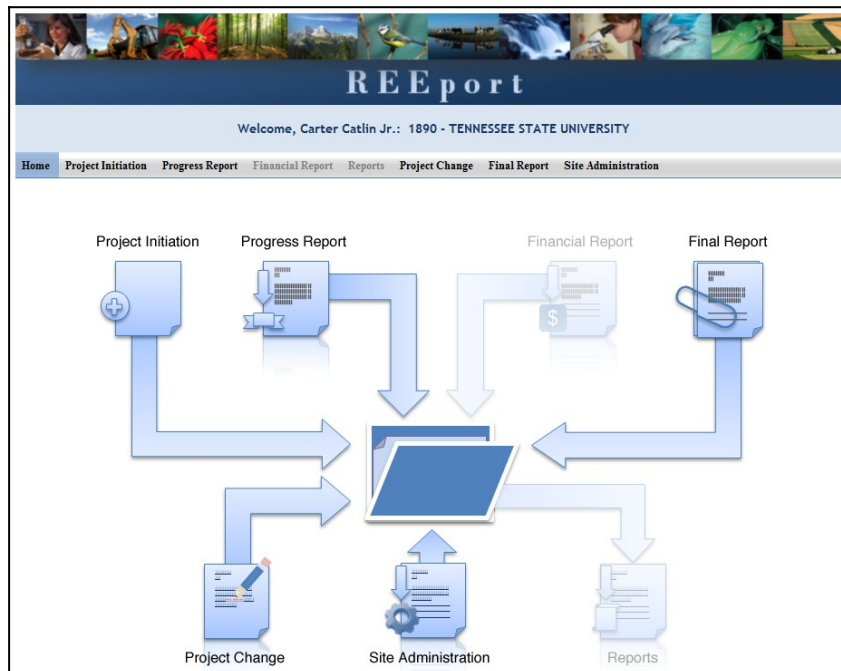 REEport
Welcome, Carter Catlin Jr.: 1890 - TENNESSEE STATE UNIVERSITY
Home Project Initiation Progress Report Financial Report Reports Project Change Final Report Site Administration
Project Initiation Progress Report Financial Report Final Report
$
Project Change Site Administration Reports